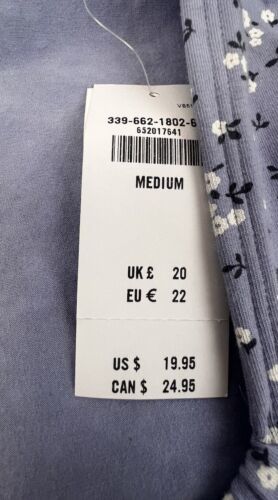 339-662-1802-6
652017641
MEDIUM
UK £ 20
EU € 22
US $ 19.95
CAN $ 24.95